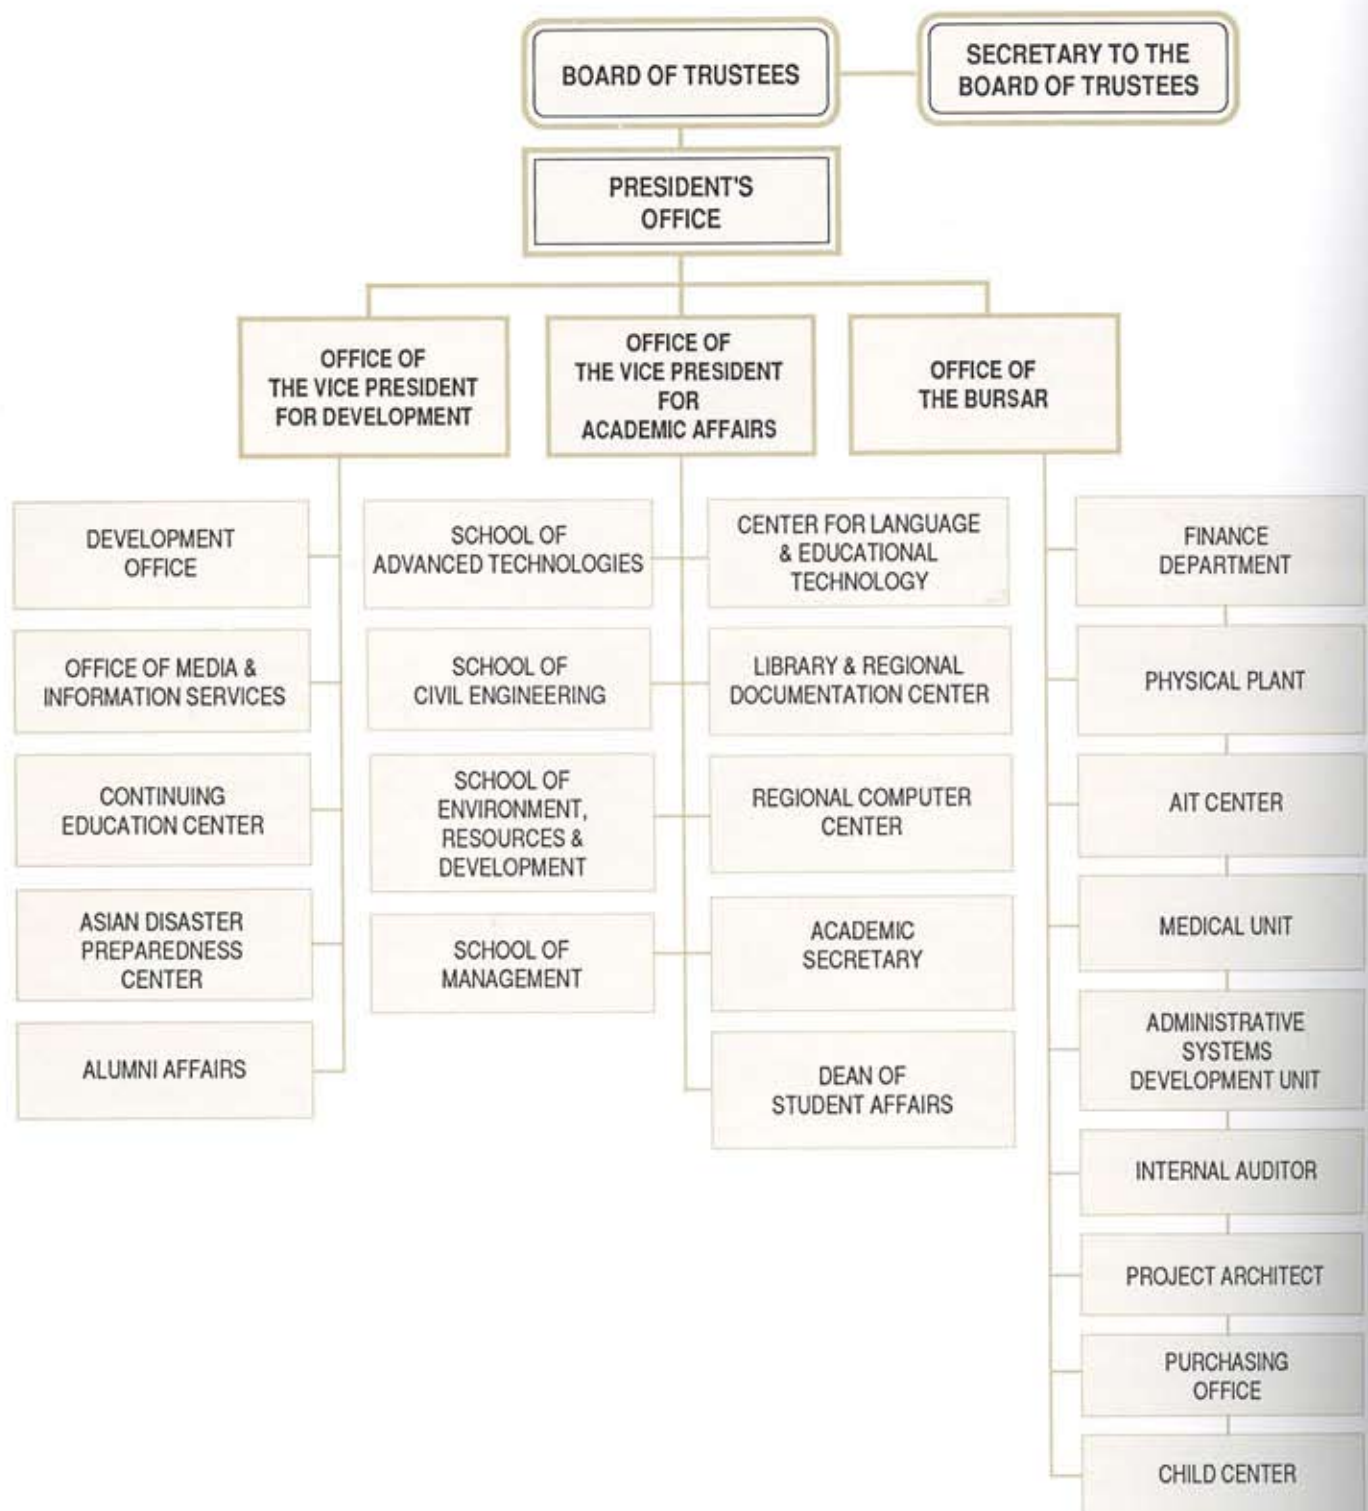 BOARD OF TRUSTEES
SECRETARY TO THE
BOARD OF TRUSTEES
PRESIDENT'S
OFFICE
OFFICE OF
THE VICE PRESIDENT
FOR DEVELOPMENT
OFFICE OF
THE VICE PRESIDENT
FOR
ACADEMIC AFFAIRS
OFFICE OF
THE BURSAR
DEVELOPMENT
OFFICE
OFFICE OF MEDIA &
INFORMATION SERVICES
CONTINUING
EDUCATION CENTER
ASIAN DISASTER
PREPAREDNESS
CENTER
ALUMNI AFFAIRS
SCHOOL OF
ADVANCED TECHNOLOGIES
SCHOOL OF
CIVIL ENGINEERING
SCHOOL OF
ENVIRONMENT,
RESOURCES &
DEVELOPMENT
SCHOOL OF
MANAGEMENT
CENTER FOR LANGUAGE
& EDUCATIONAL
TECHNOLOGY
LIBRARY & REGIONAL
DOCUMENTATION CENTER
REGIONAL COMPUTER
CENTER
ACADEMIC
SECRETARY
DEAN OF
STUDENT AFFAIRS
FINANCE
DEPARTMENT
PHYSICAL PLANT
AIT CENTER
MEDICAL UNIT
ADMINISTRATIVE
SYSTEMS
DEVELOPMENT UNIT
INTERNAL AUDITOR
PROJECT ARCHITECT
PURCHASING
OFFICE
CHILD CENTER